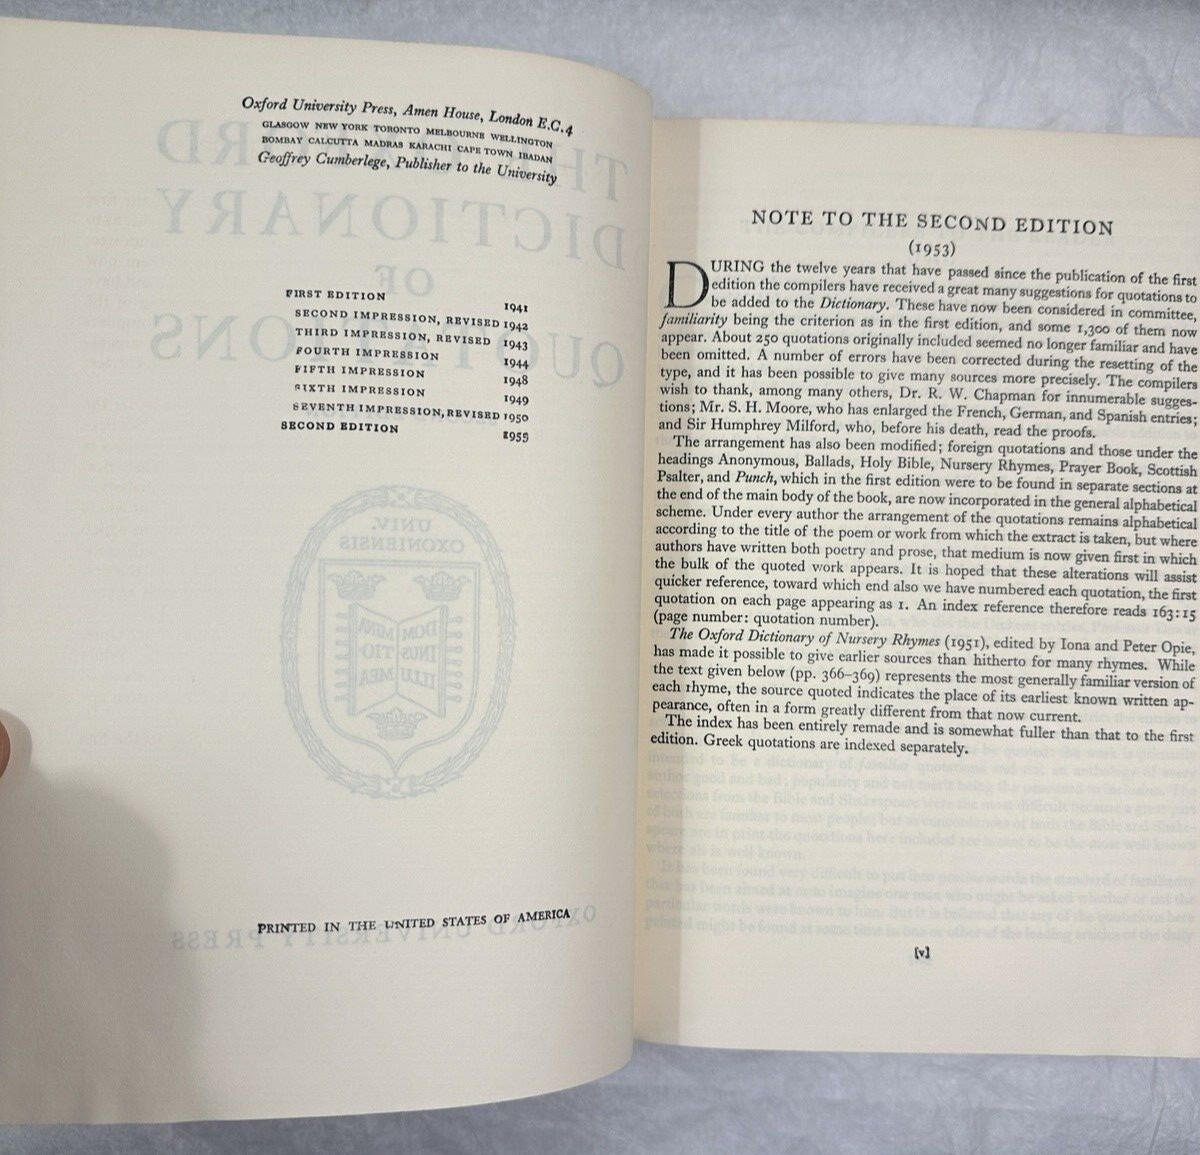 Oxford University Press, Amen House, London E.C.4
GLASGOW NEW YORK TORONTO MELBOURNE WELLINGTON
BOMBAY CALCUTTA MADRAS KARACHI CAPE TOWN IBADAN
Geoffrey Cumberlege, Publisher to the University
FIRST EDITION 1941
SECOND IMPRESSION, REVISED 1942
THIRD IMPRESSION, REVISED 1943
FOURTH IMPRESSION 1944
FIFTH IMPRESSION 1948
SIXTH IMPRESSION 1949
SEVENTH IMPRESSION, REVISED 1950
SECOND EDITION 1955
PRINTED IN THE UNITED STATES OF AMERICA
NOTE TO THE SECOND EDITION
(1953)
DURING the twelve years that have passed since the publication of the first
edition the compilers have received a great many suggestions for quotations to
be added to the Dictionary. These have now been considered in committee,
familiarity being the criterion as in the first edition, and some 1,300 of them now
appear. About 250 quotations originally included seemed no longer familiar and have
been omitted. A number of errors have been corrected during the resetting of the
type, and it has been possible to give many sources more precisely. The compilers
wish to thank, among many others, Dr. R. W. Chapman for innumerable sugges-
tions; Mr. S. H. Moore, who has enlarged the French, German, and Spanish entries;
and Sir Humphrey Milford, who, before his death, read the proofs.
The arrangement has also been modified; foreign quotations and those under the
headings Anonymous, Ballads, Holy Bible, Nursery Rhymes, Prayer Book, Scottish
Psalter, and Punch, which in the first edition were to be found in separate sections at
the end of the main body of the book, are now incorporated in the general alphabetical
scheme. Under every author the arrangement of the quotations remains alphabetical
according to the title of the poem or work from which the extract is taken, but where
authors have written both poetry and prose, that medium is now given first in which
the bulk of the quoted work appears. It is hoped that these alterations will assist
quicker reference, toward which end also we have numbered each quotation, the first
quotation on each page appearing as 1. An index reference therefore reads 163:15
(page number: quotation number).
The Oxford Dictionary of Nursery Rhymes (1951), edited by Iona and Peter Opie,
has made it possible to give earlier sources than hitherto for many rhymes. While
the text given below (pp. 366–369) represents the most generally familiar version of
each rhyme, the source quoted indicates the place of its earliest known written ap-
pearance, often in a form greatly different from that now current.
The index has been entirely remade and is somewhat fuller than that to the first
edition. Greek quotations are indexed separately.
[v]